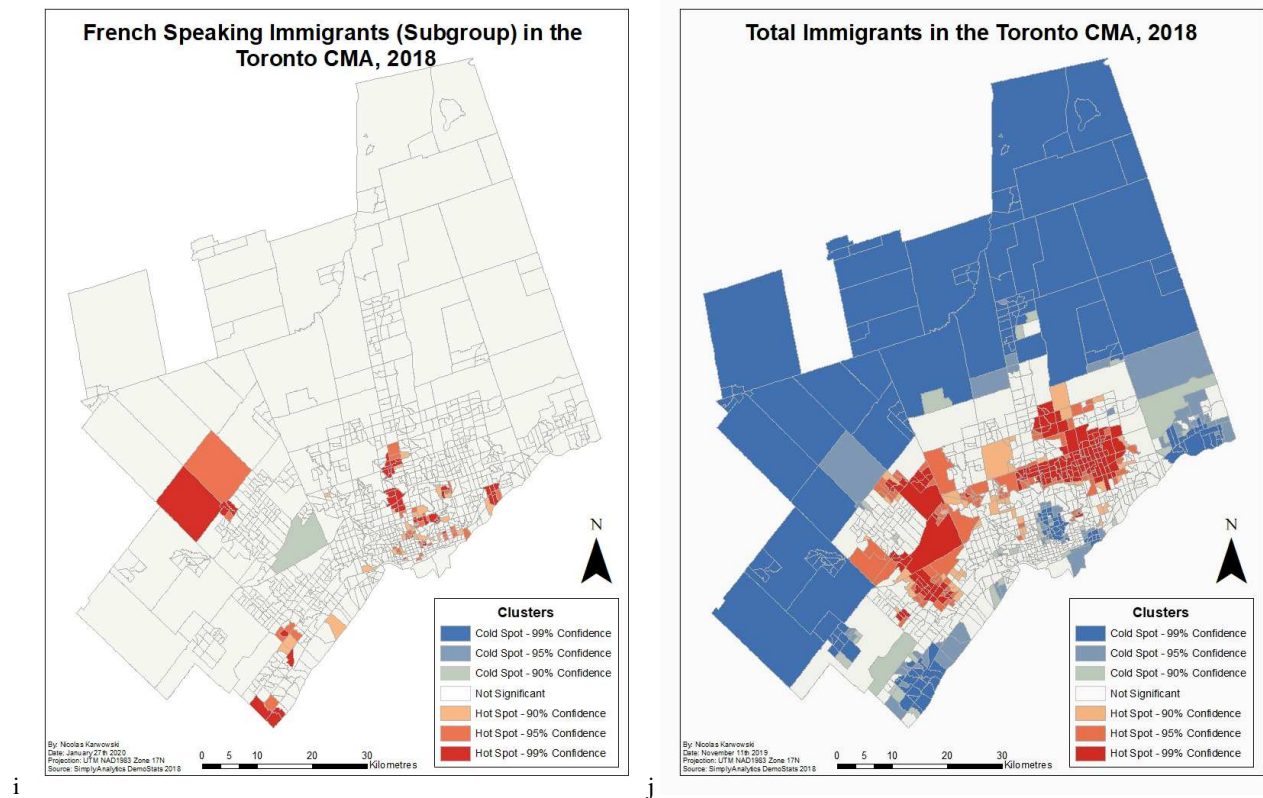 French Speaking Immigrants (Subgroup) in the
Toronto CMA, 2018
N
Clusters
Cold Spot - 99% Confidence
Cold Spot - 95% Confidence
Cold Spot - 90% Confidence
Not Significant
Hot Spot - 90% Confidence
Hot Spot - 95% Confidence
Hot Spot - 99% Confidence
By: Nicolas Karwowski
Date: January 27th 2020
Projection: UTM NAD1983 Zone 17N
Source: SimplyAnalytics DemoStats 2018
0 5 10 20 30
Kilometres
i
Total Immigrants in the Toronto CMA, 2018
N
Clusters
Cold Spot - 99% Confidence
Cold Spot - 95% Confidence
Cold Spot - 90% Confidence
Not Significant
Hot Spot - 90% Confidence
Hot Spot - 95% Confidence
Hot Spot - 99% Confidence
By: Nicolas Karwowski
Date: November 11th 2019
Projection: UTM NAD1983 Zone 17N
Source: SimplyAnalytics DemoStats 2018
0 5 10 20 30
Kilometres
j